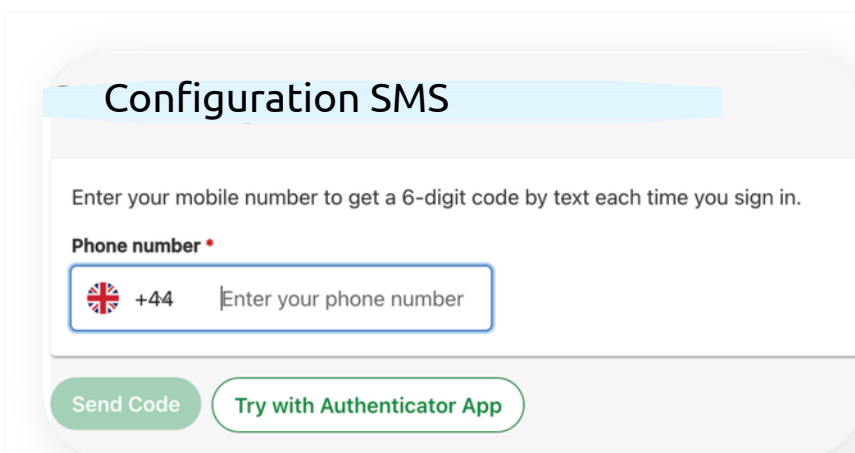 Configuration SMS
Enter your mobile number to get a 6-digit code by text each time you sign in.
Phone number *
+44 Enter your phone number
Send Code
Try with Authenticator App